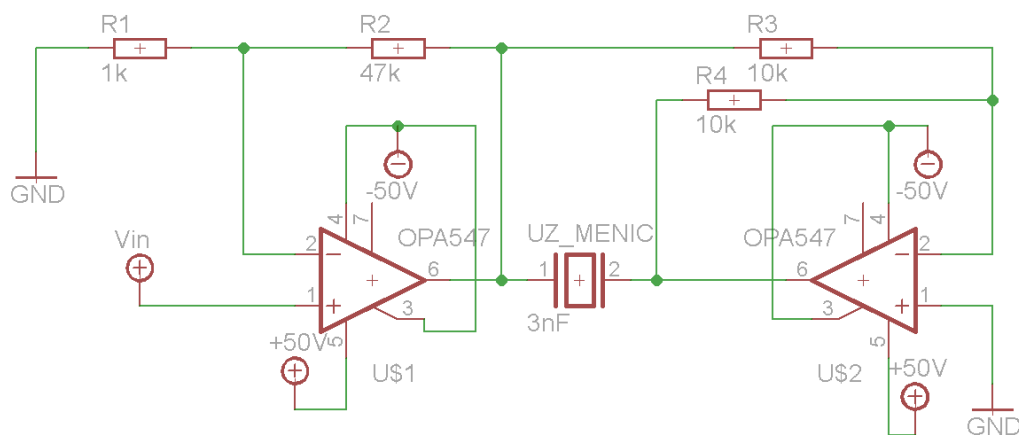 R1
1k
R2
47k
R3
10k
R4
10k
GND
-50V
4
7
OPA547
Vin
2
1
6
3
5
+50V
U$1
UZ_MENIC
1
2
3nF
-50V
OPA547
7
4
6
2
3
1
5
U$2
+50V
GND